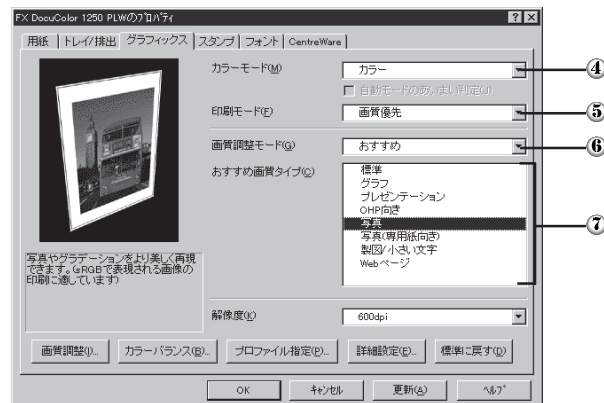 FX DocuColor 1250 PLWのプロパティ
用紙 トレイ/排出 グラフィックス スタンプ フォント CentreWare
カラーモード(M) カラー ④
自動モードのあいまい判定(J)
印刷モード(F) 画質優先 ⑤
画質調整モード(G) おすすめ ⑥
おすすめ画質タイプ(C)
標準
グラフ
プレゼンテーション
OHP向き
写真
写真(専用紙向き)
製図/小さい文字
Webページ
⑦
写真やグラデーションをより美しく再現
できます。(sRGBで表現される画像の
印刷に適しています)
解像度(K) 600dpi
画質調整(I)... カラーバランス(B)... プロファイル指定(P)... 詳細設定(E)... 標準に戻す(D)
OK キャンセル 更新(A) ヘルプ